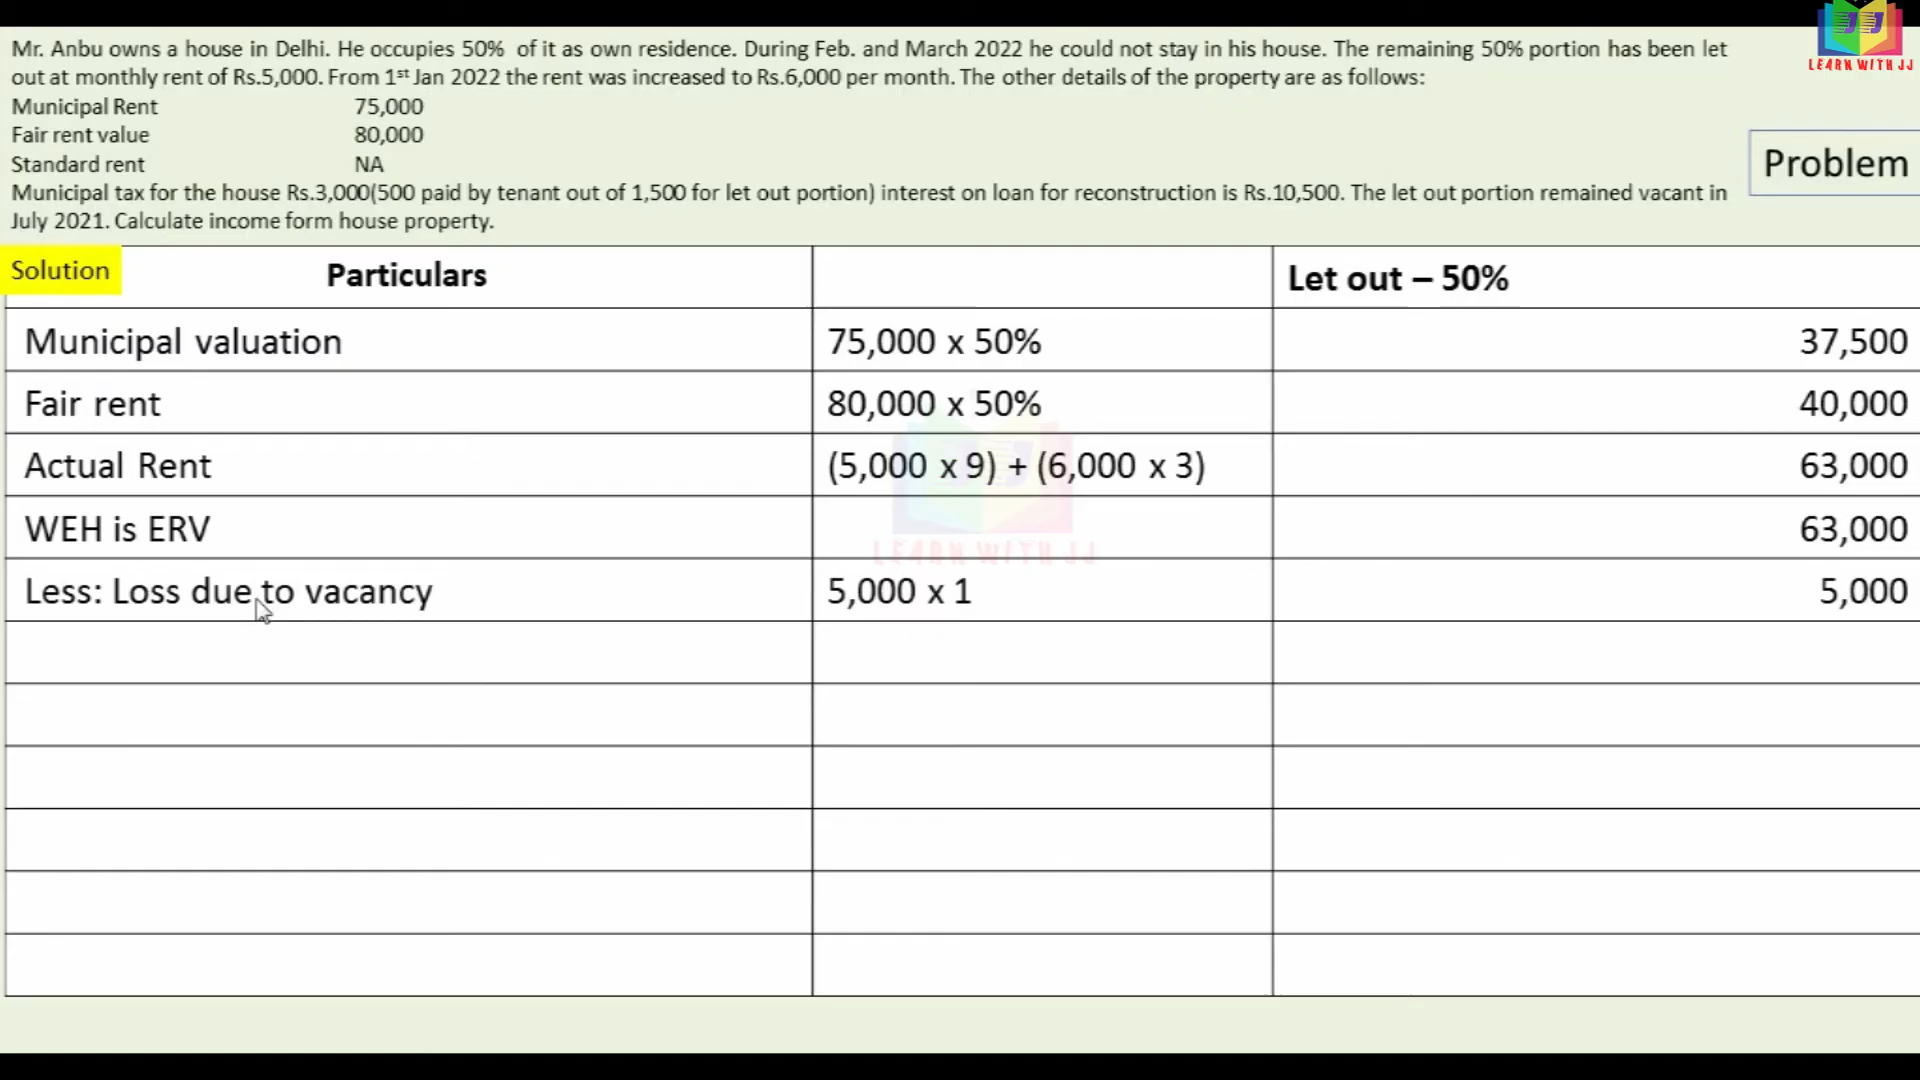 LEARN WITH JJ
Mr. Anbu owns a house in Delhi. He occupies 50% of it as own residence. During Feb. and March 2022 he could not stay in his house. The remaining 50% portion has been let
out at monthly rent of Rs.5,000. From 1st Jan 2022 the rent was increased to Rs.6,000 per month. The other details of the property are as follows:
Municipal Rent 75,000
Fair rent value 80,000
Standard rent NA
Problem
Municipal tax for the house Rs.3,000(500 paid by tenant out of 1,500 for let out portion) interest on loan for reconstruction is Rs.10,500. The let out portion remained vacant in
July 2021. Calculate income form house property.
Solution
Particulars Let out – 50%
Municipal valuation 75,000 x 50% 37,500
Fair rent 80,000 x 50% 40,000
Actual Rent (5,000 x 9) + (6,000 x 3) 63,000
WEH is ERV 63,000
LEARN WITH JJ
Less: Loss due to vacancy 5,000 x 1 5,000